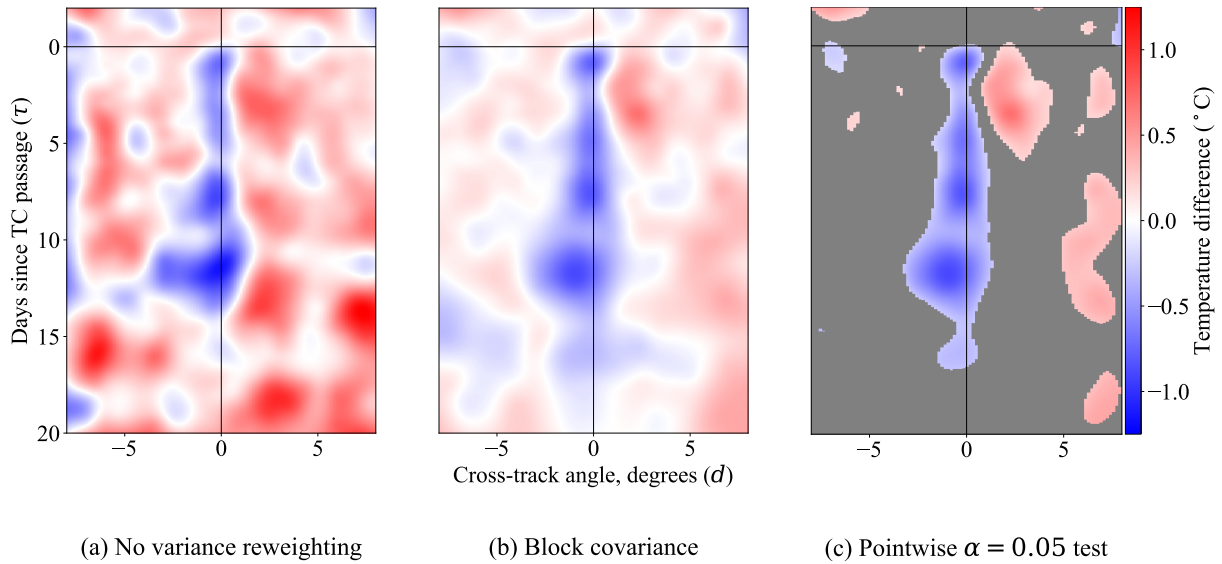 0
5
10
15
20
Days since TC passage (τ)
−5 0 5
−5 0 5
−5 0 5
Cross-track angle, degrees (d)
1.0
0.5
0.0
−0.5
−1.0
Temperature difference (°C)
(a) No variance reweighting
(b) Block covariance
(c) Pointwise α = 0.05 test